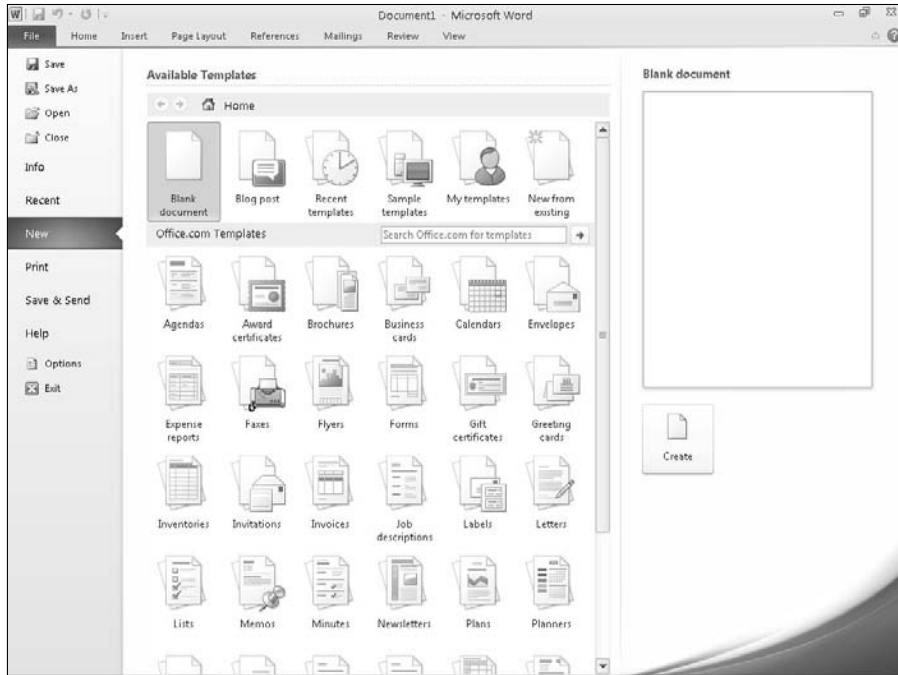 Document1 - Microsoft Word
File Home Insert Page Layout References Mailings Review View
Save
Save As
Open
Close
Info
Recent
New
Print
Save & Send
Help
Options
Exit
Available Templates
Home
Blank document
Blog post
Recent templates
Sample templates
My templates
New from existing
Office.com Templates
Search Office.com for templates
Agendas
Award certificates
Brochures
Business cards
Calendars
Envelopes
Expense reports
Faxes
Flyers
Forms
Gift certificates
Greeting cards
Inventories
Invitations
Invoices
Job descriptions
Labels
Letters
Lists
Memos
Minutes
Newsletters
Plans
Planners
Blank document
Create